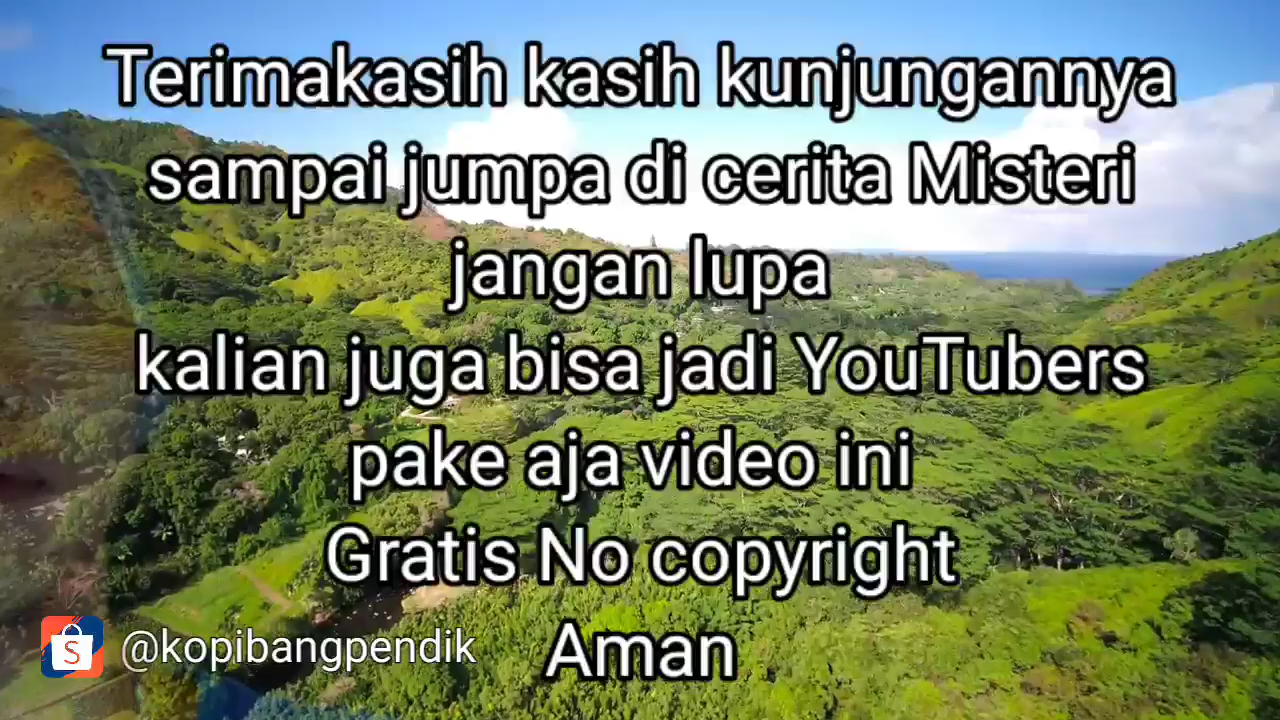 Terimakasih kasih kunjungannya
sampai jumpa di cerita Misteri
jangan lupa
kalian juga bisa jadi YouTubers
pake aja video ini
Gratis No copyright
Aman
S
@kopibangpendik